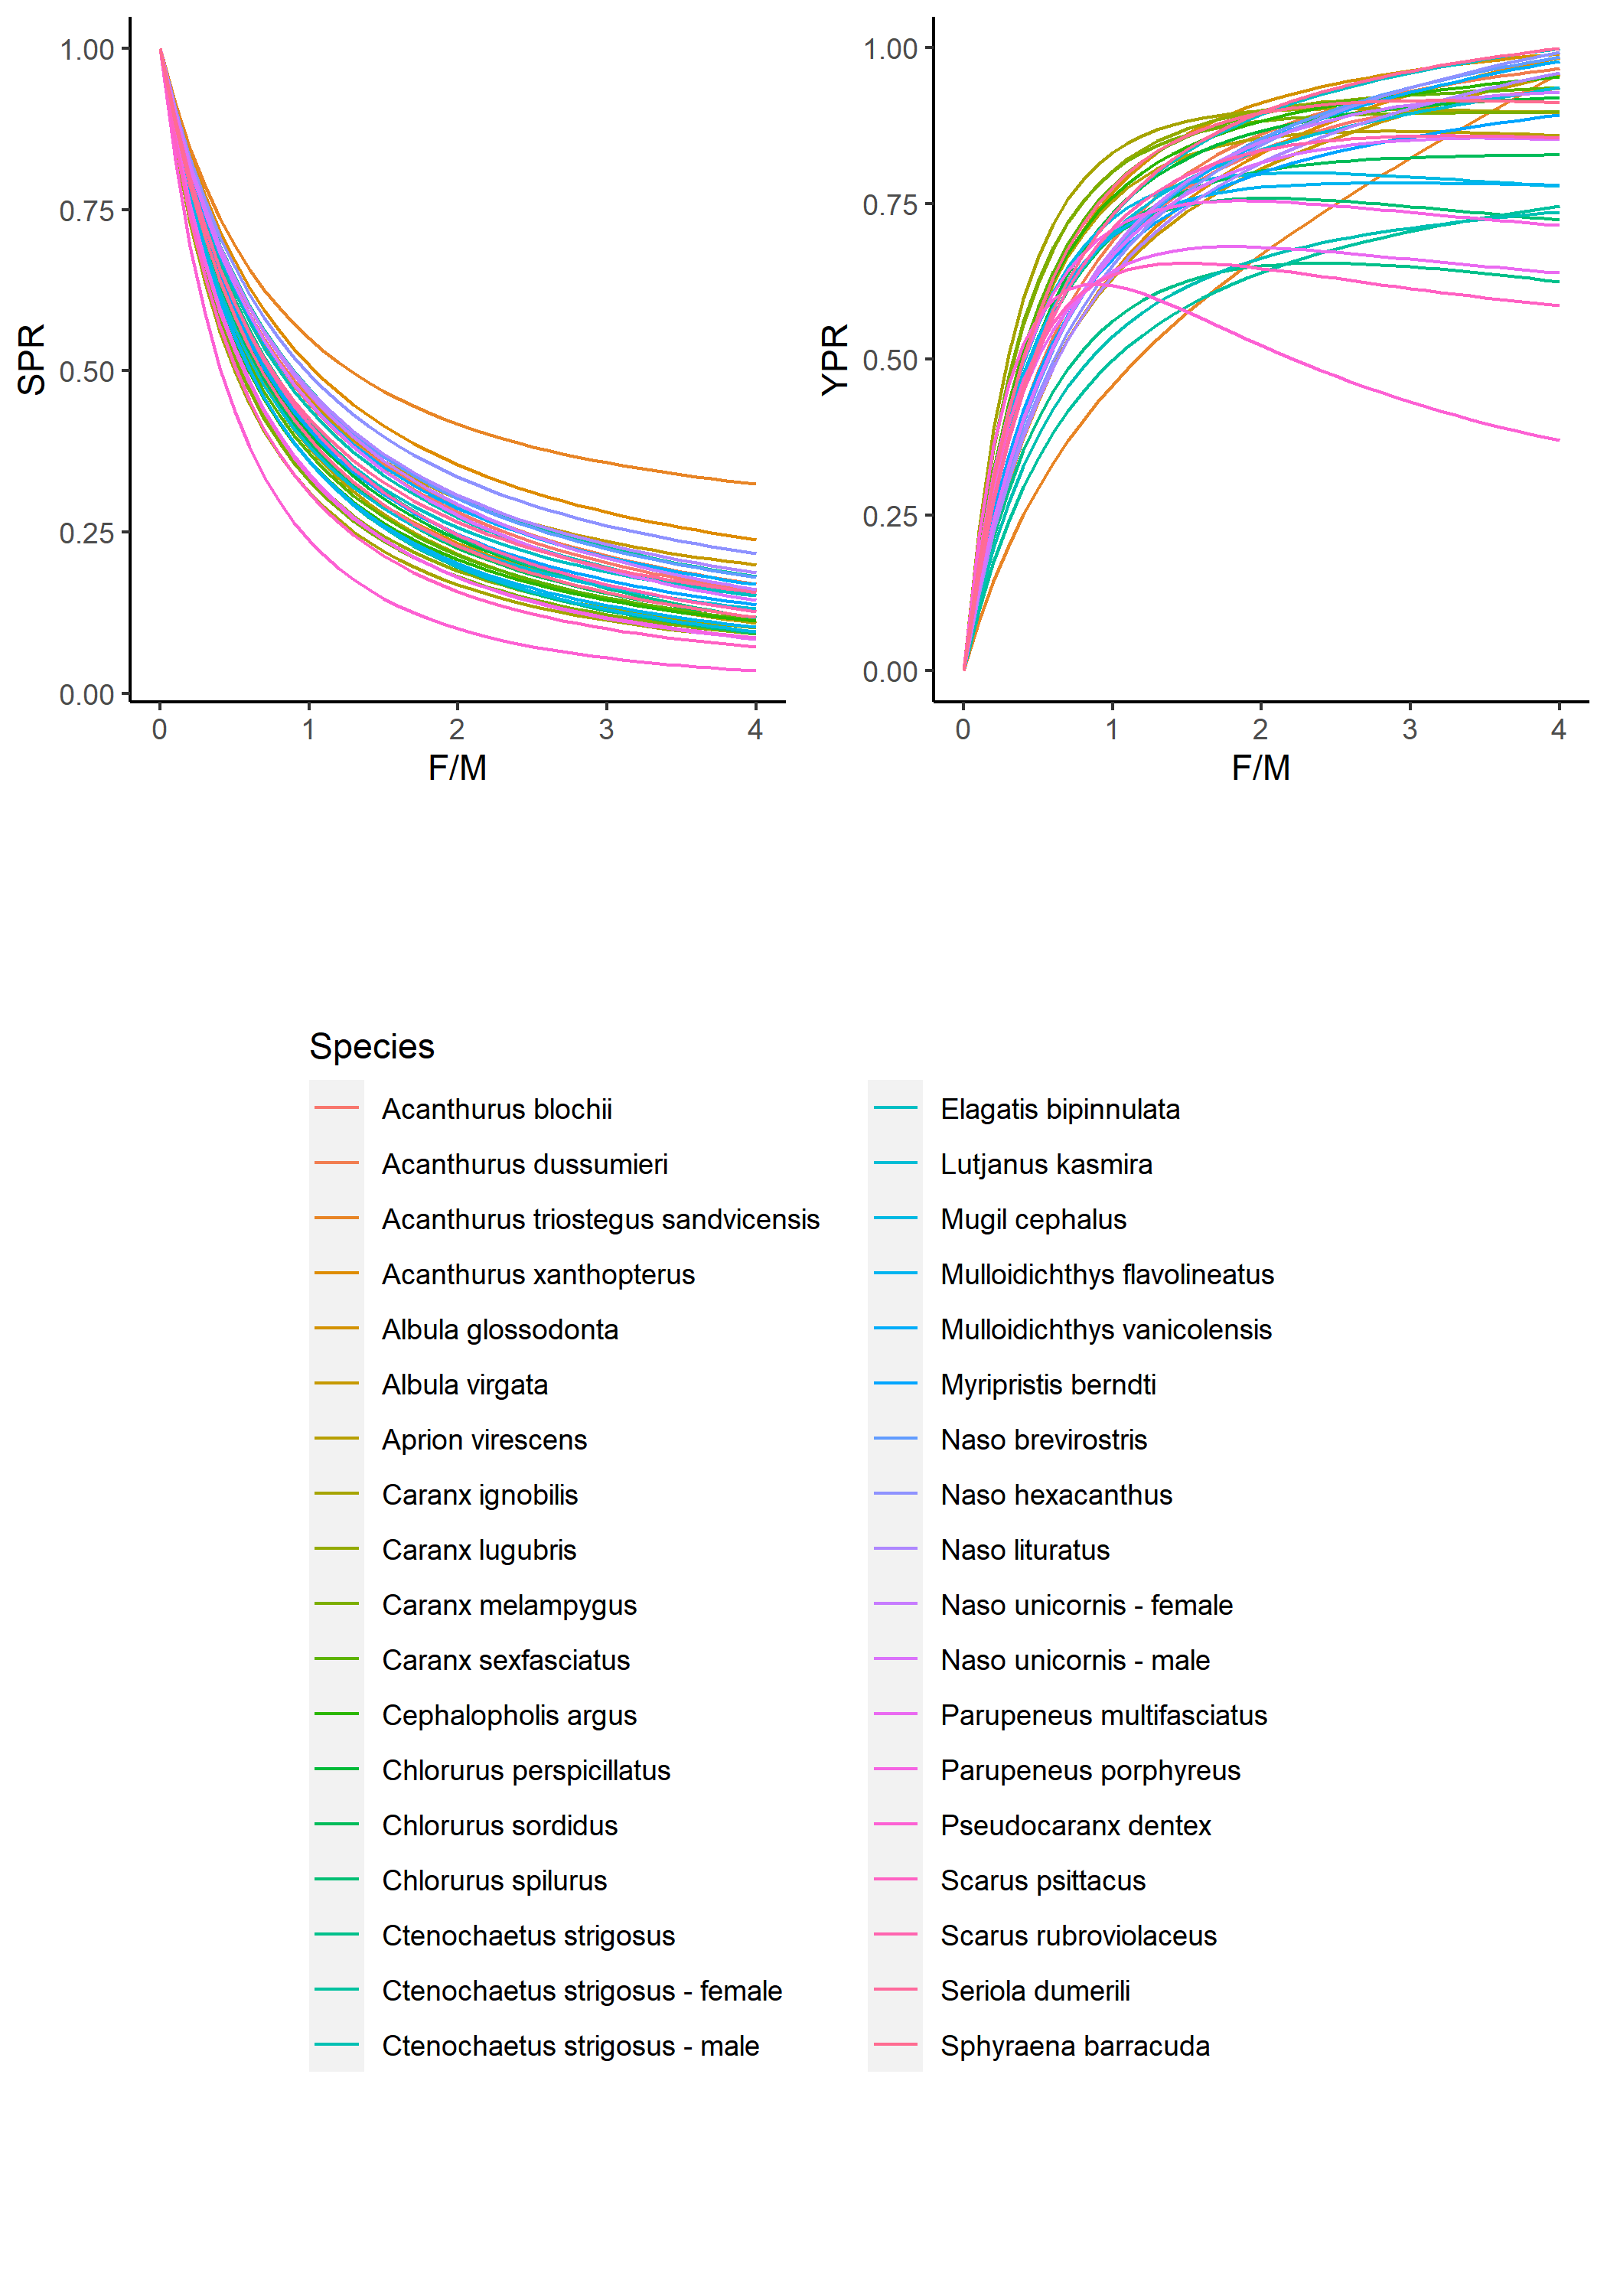 1.00
0.75
0.50
0.25
0.00
SPR
0 1 2 3 4
F/M
1.00
0.75
0.50
0.25
0.00
YPR
0 1 2 3 4
F/M
Species
Acanthurus blochii
Acanthurus dussumieri
Acanthurus triostegus sandvicensis
Acanthurus xanthopterus
Albula glossodonta
Albula virgata
Aprion virescens
Caranx ignobilis
Caranx lugubris
Caranx melampygus
Caranx sexfasciatus
Cephalopholis argus
Chlorurus perspicillatus
Chlorurus sordidus
Chlorurus spilurus
Ctenochaetus strigosus
Ctenochaetus strigosus - female
Ctenochaetus strigosus - male
Elagatis bipinnulata
Lutjanus kasmira
Mugil cephalus
Mulloidichthys flavolineatus
Mulloidichthys vanicolensis
Myripristis berndti
Naso brevirostris
Naso hexacanthus
Naso lituratus
Naso unicornis - female
Naso unicornis - male
Parupeneus multifasciatus
Parupeneus porphyreus
Pseudocaranx dentex
Scarus psittacus
Scarus rubroviolaceus
Seriola dumerili
Sphyraena barracuda